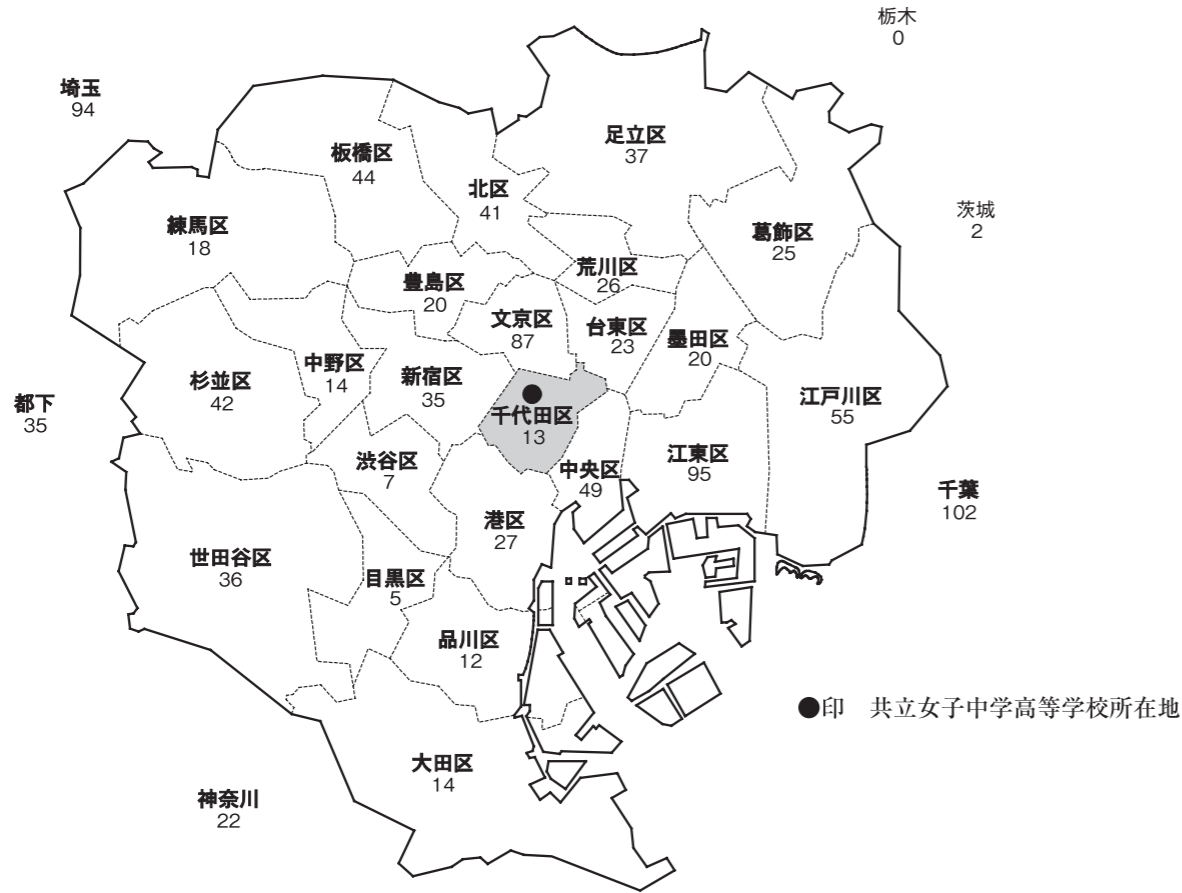 栃木
0
埼玉
94
足立区
37
板橋区
44
北区
41
練馬区
18
茨城
2
葛飾区
25
荒川区
26
豊島区
20
文京区
87
台東区
23
墨田区
20
中野区
14
新宿区
35
杉並区
42
江戸川区
55
都下
35
千代田区
13
渋谷区
7
中央区
49
江東区
95
千葉
102
港区
27
世田谷区
36
目黒区
5
品川区
12
●印 共立女子中学高等学校所在地
大田区
14
神奈川
22